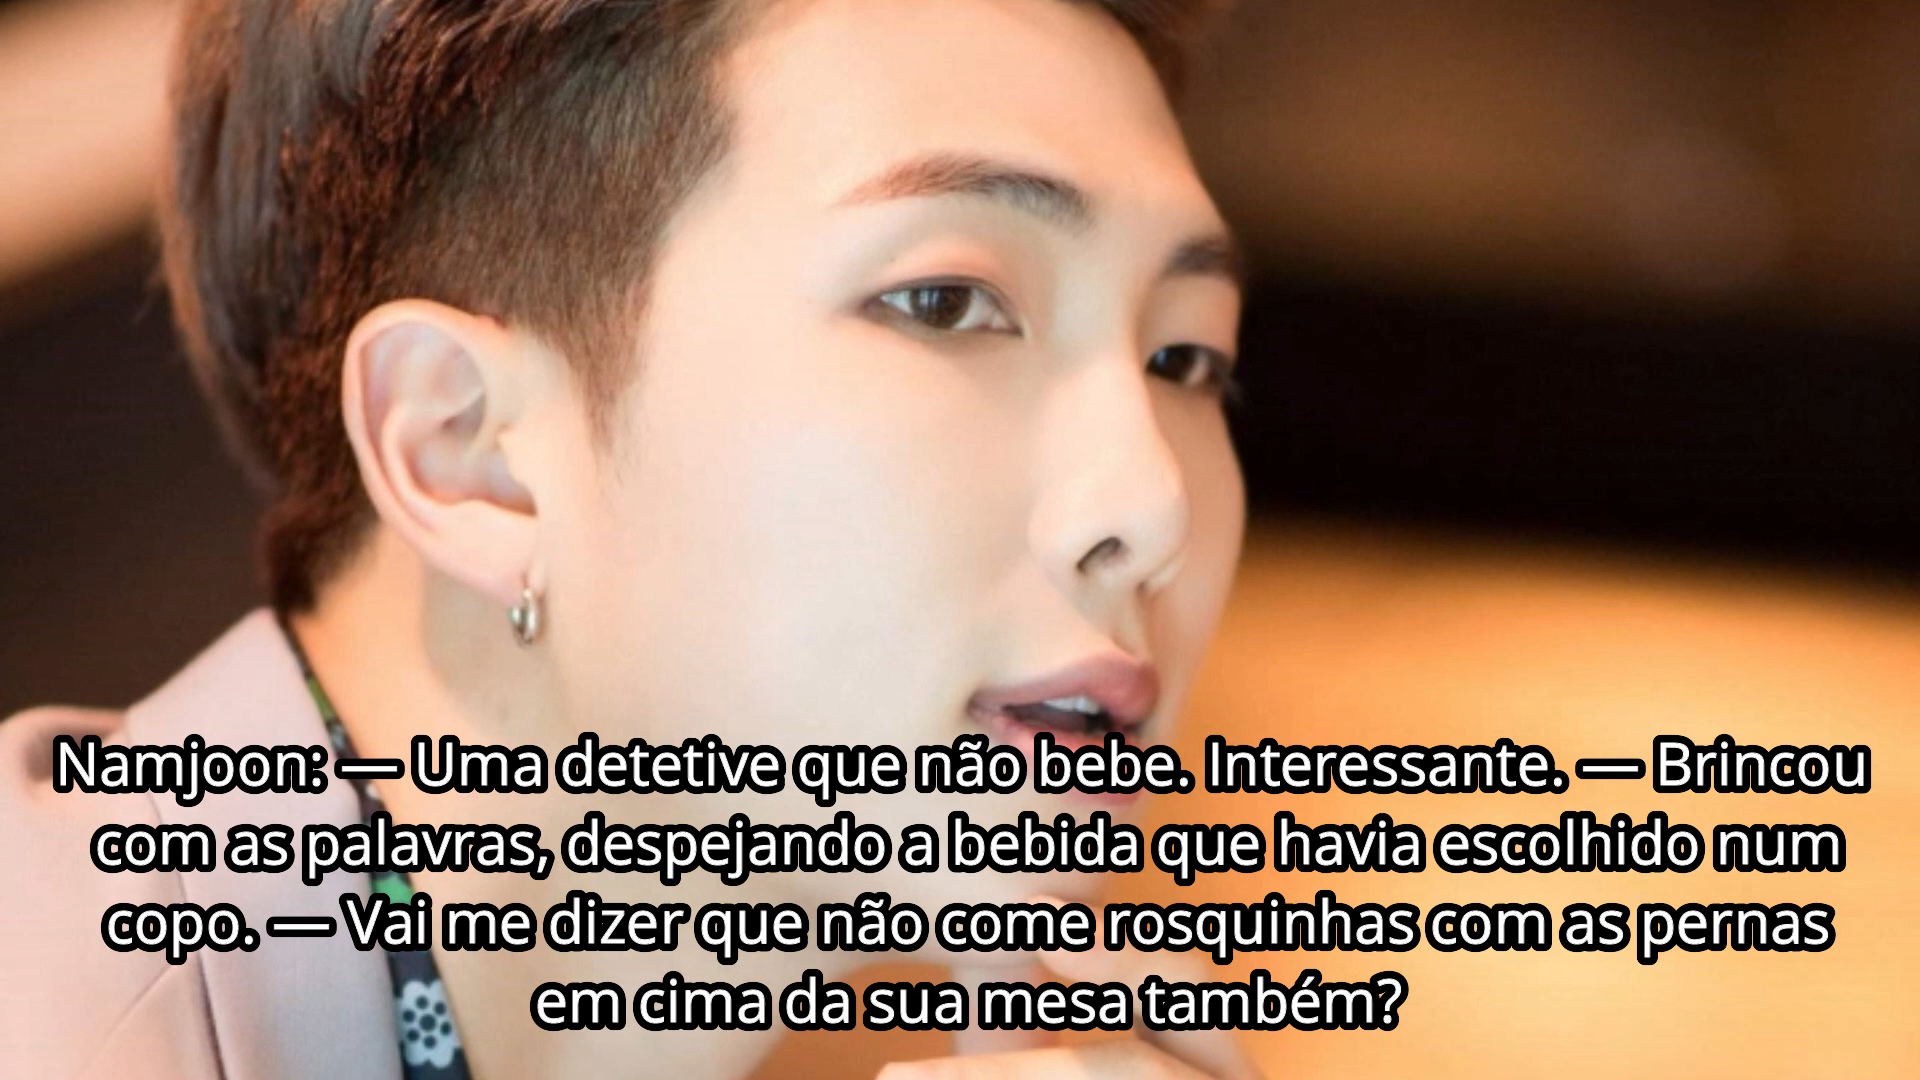 Namjoon: — Uma detetive que não bebe. Interessante. — Brincou
com as palavras, despejando a bebida que havia escolhido num
copo. — Vai me dizer que não come rosquinhas com as pernas
em cima da sua mesa também?